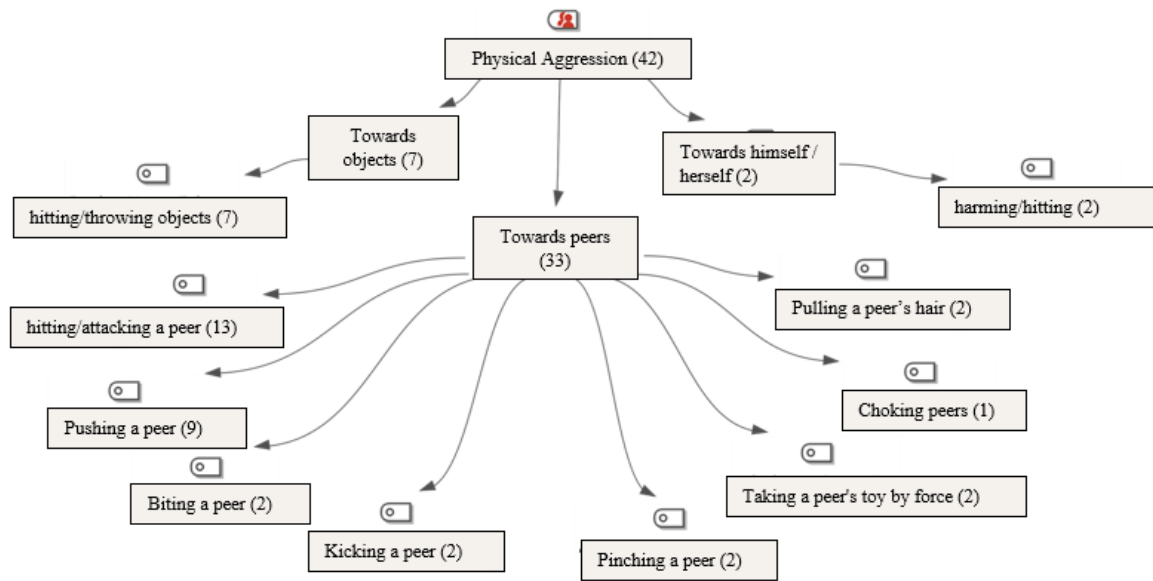 Physical Aggression (42)
Towards
objects (7)
Towards himself /
herself (2)
hitting/throwing objects (7)
harming/hitting (2)
Towards peers
(33)
hitting/attacking a peer (13)
Pulling a peer’s hair (2)
Pushing a peer (9)
Choking peers (1)
Biting a peer (2)
Taking a peer's toy by force (2)
Kicking a peer (2)
Pinching a peer (2)